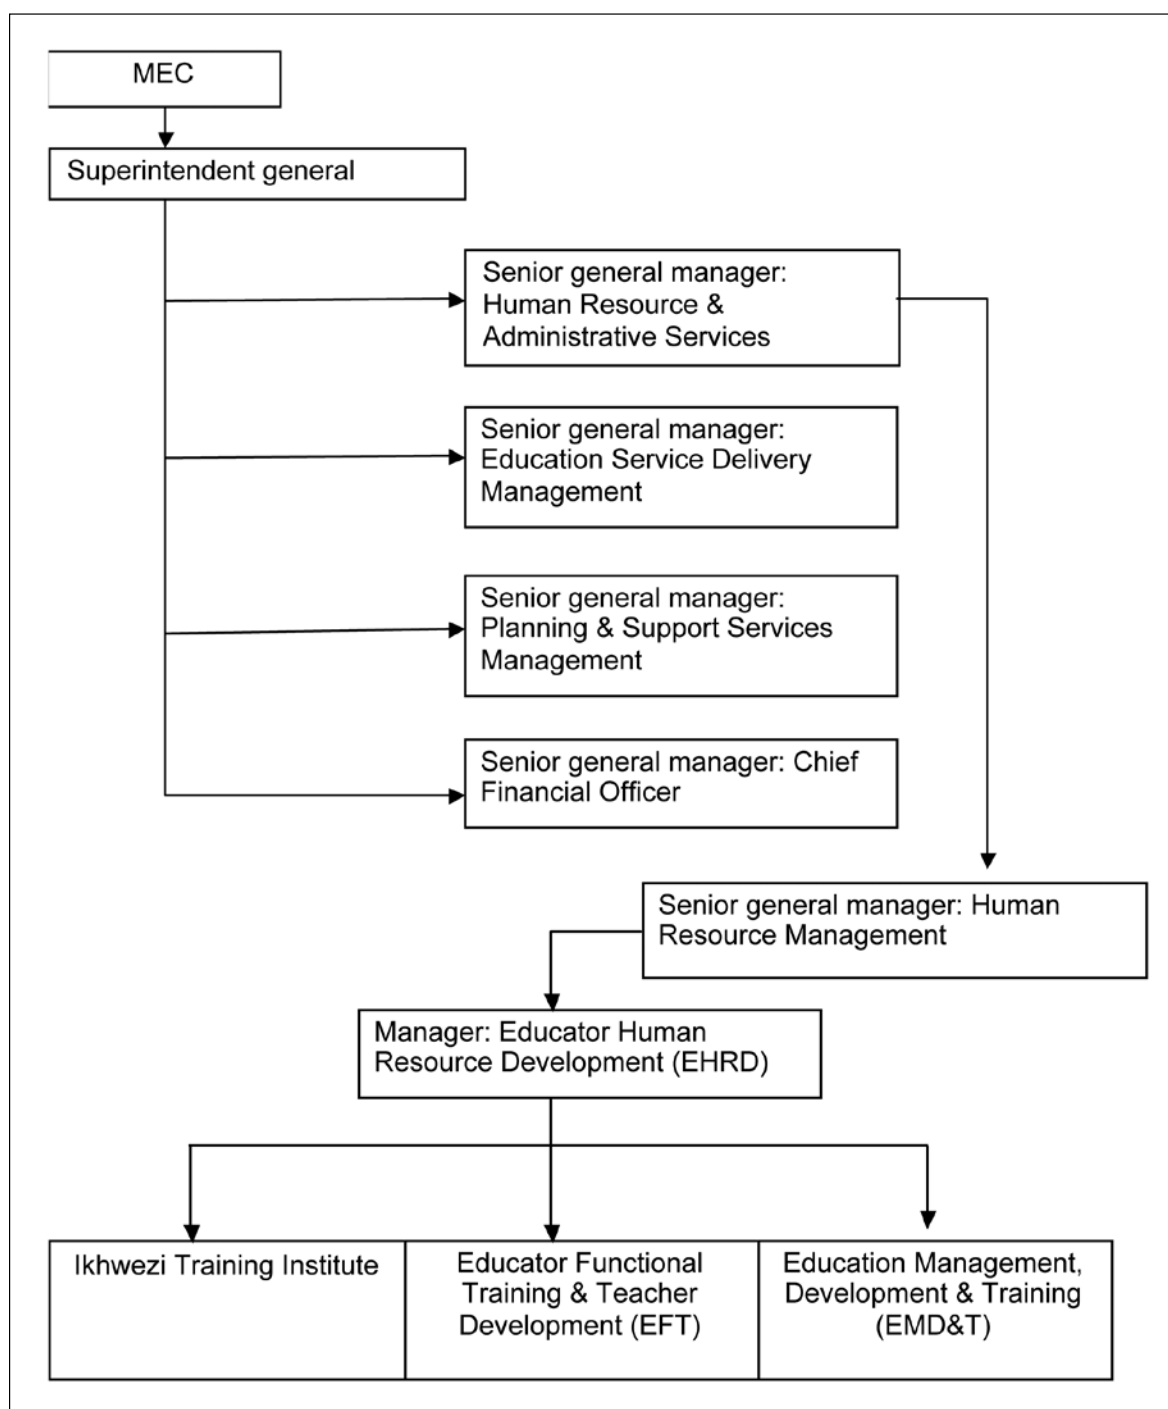 MEC
Superintendent general
Senior general manager:
Human Resource &
Administrative Services
Senior general manager:
Education Service Delivery
Management
Senior general manager:
Planning & Support Services
Management
Senior general manager: Chief
Financial Officer
Senior general manager: Human
Resource Management
Manager: Educator Human
Resource Development (EHRD)
Ikhwezi Training Institute
Educator Functional
Training & Teacher
Development (EFT)
Education Management,
Development & Training
(EMD&T)